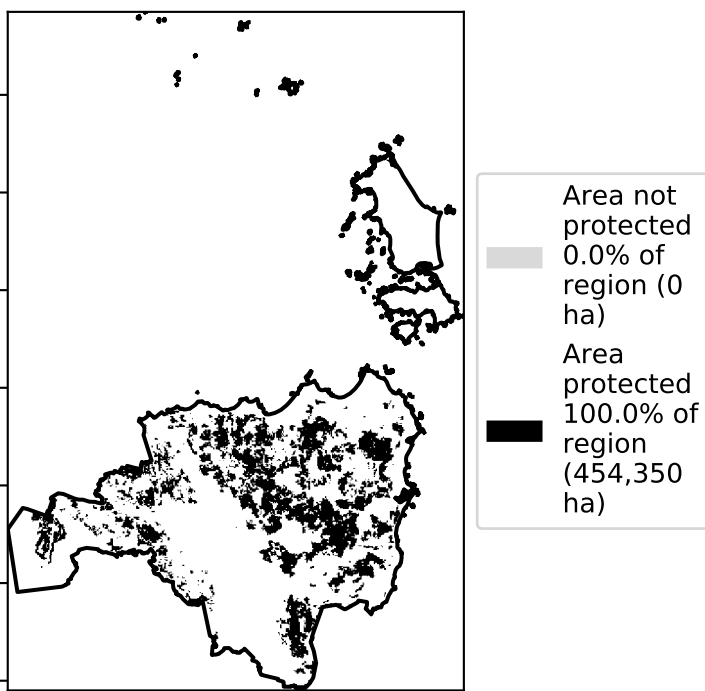 Area not
protected
0.0% of
region (0
ha)
Area
protected
100.0% of
region
(454,350
ha)